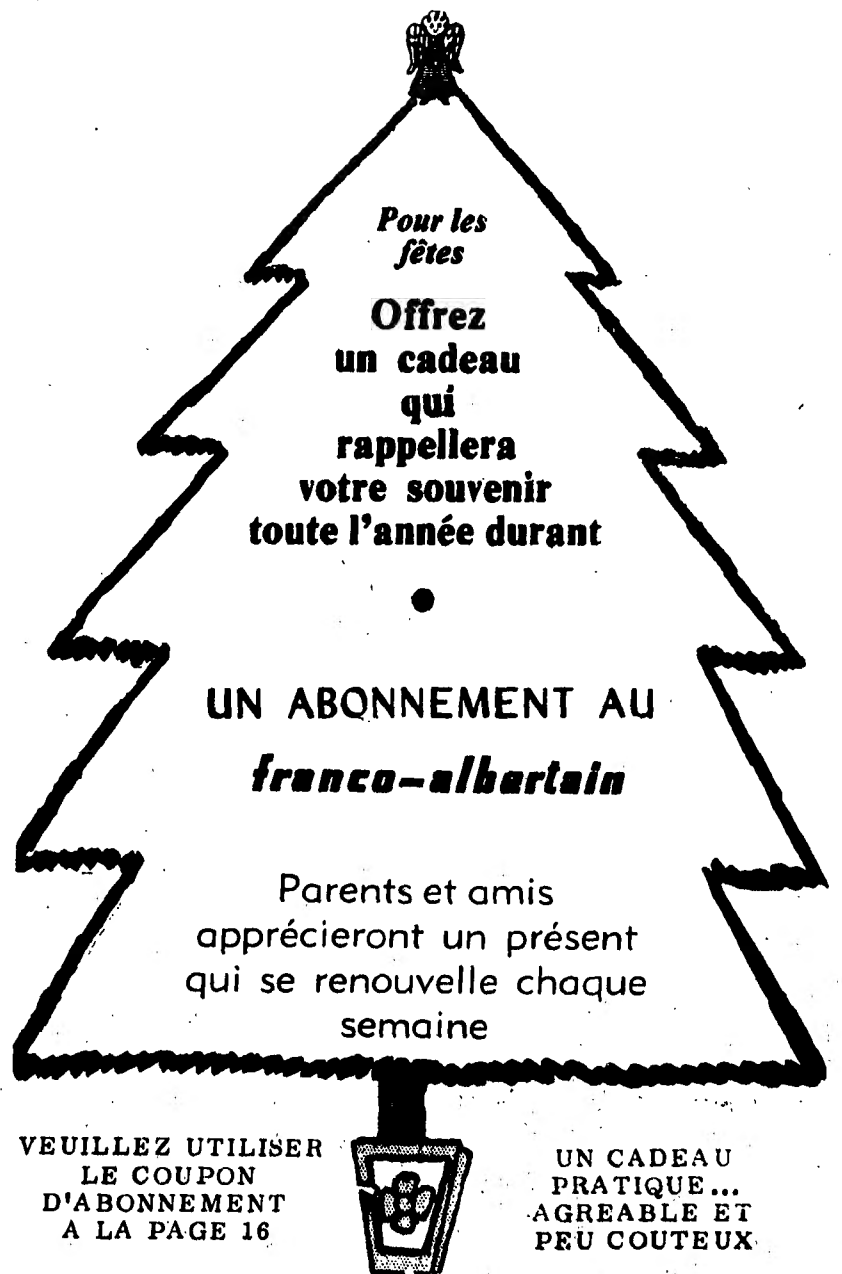 Pour les
fêtes
Offrez
un cadeau
qui
rappellera
votre souvenir
toute l'année durant
UN ABONNEMENT AU
franco-albertain
Parents et amis
apprécieront un présent
qui se renouvelle chaque
semaine
VEUILLEZ UTILISER
LE COUPON
D'ABONNEMENT
A LA PAGE 16
UN CADEAU
PRATIQUE...
AGREABLE ET
PEU COUTEUX